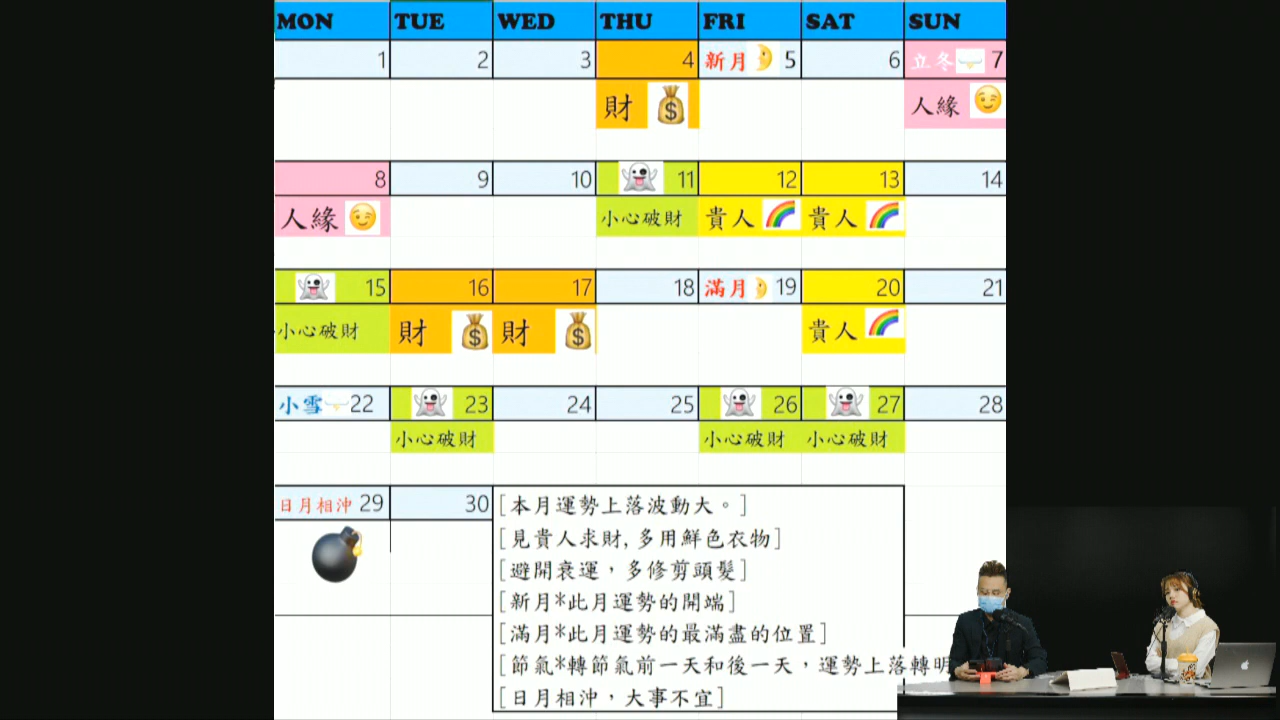 MON TUE WED THU FRI SAT SUN
1 2 3 4 新月 5 6 立冬 7
財 人緣
8 9 10 11 12 13 14
人緣 小心破財 貴人 貴人
15 16 17 18 滿月 19 20 21
小心破財 財 財 貴人
小雪 22 23 24 25 26 27 28
小心破財 小心破財 小心破財
日月相沖 29 30
[本月運勢上落波動大。]
[見貴人求財,多用鮮色衣物]
[避開衰運，多修剪頭髮]
[新月*此月運勢的開端]
[滿月*此月運勢的最滿盡的位置]
[節氣*轉節氣前一天和後一天，運勢上落轉明
[日月相沖，大事不宜]